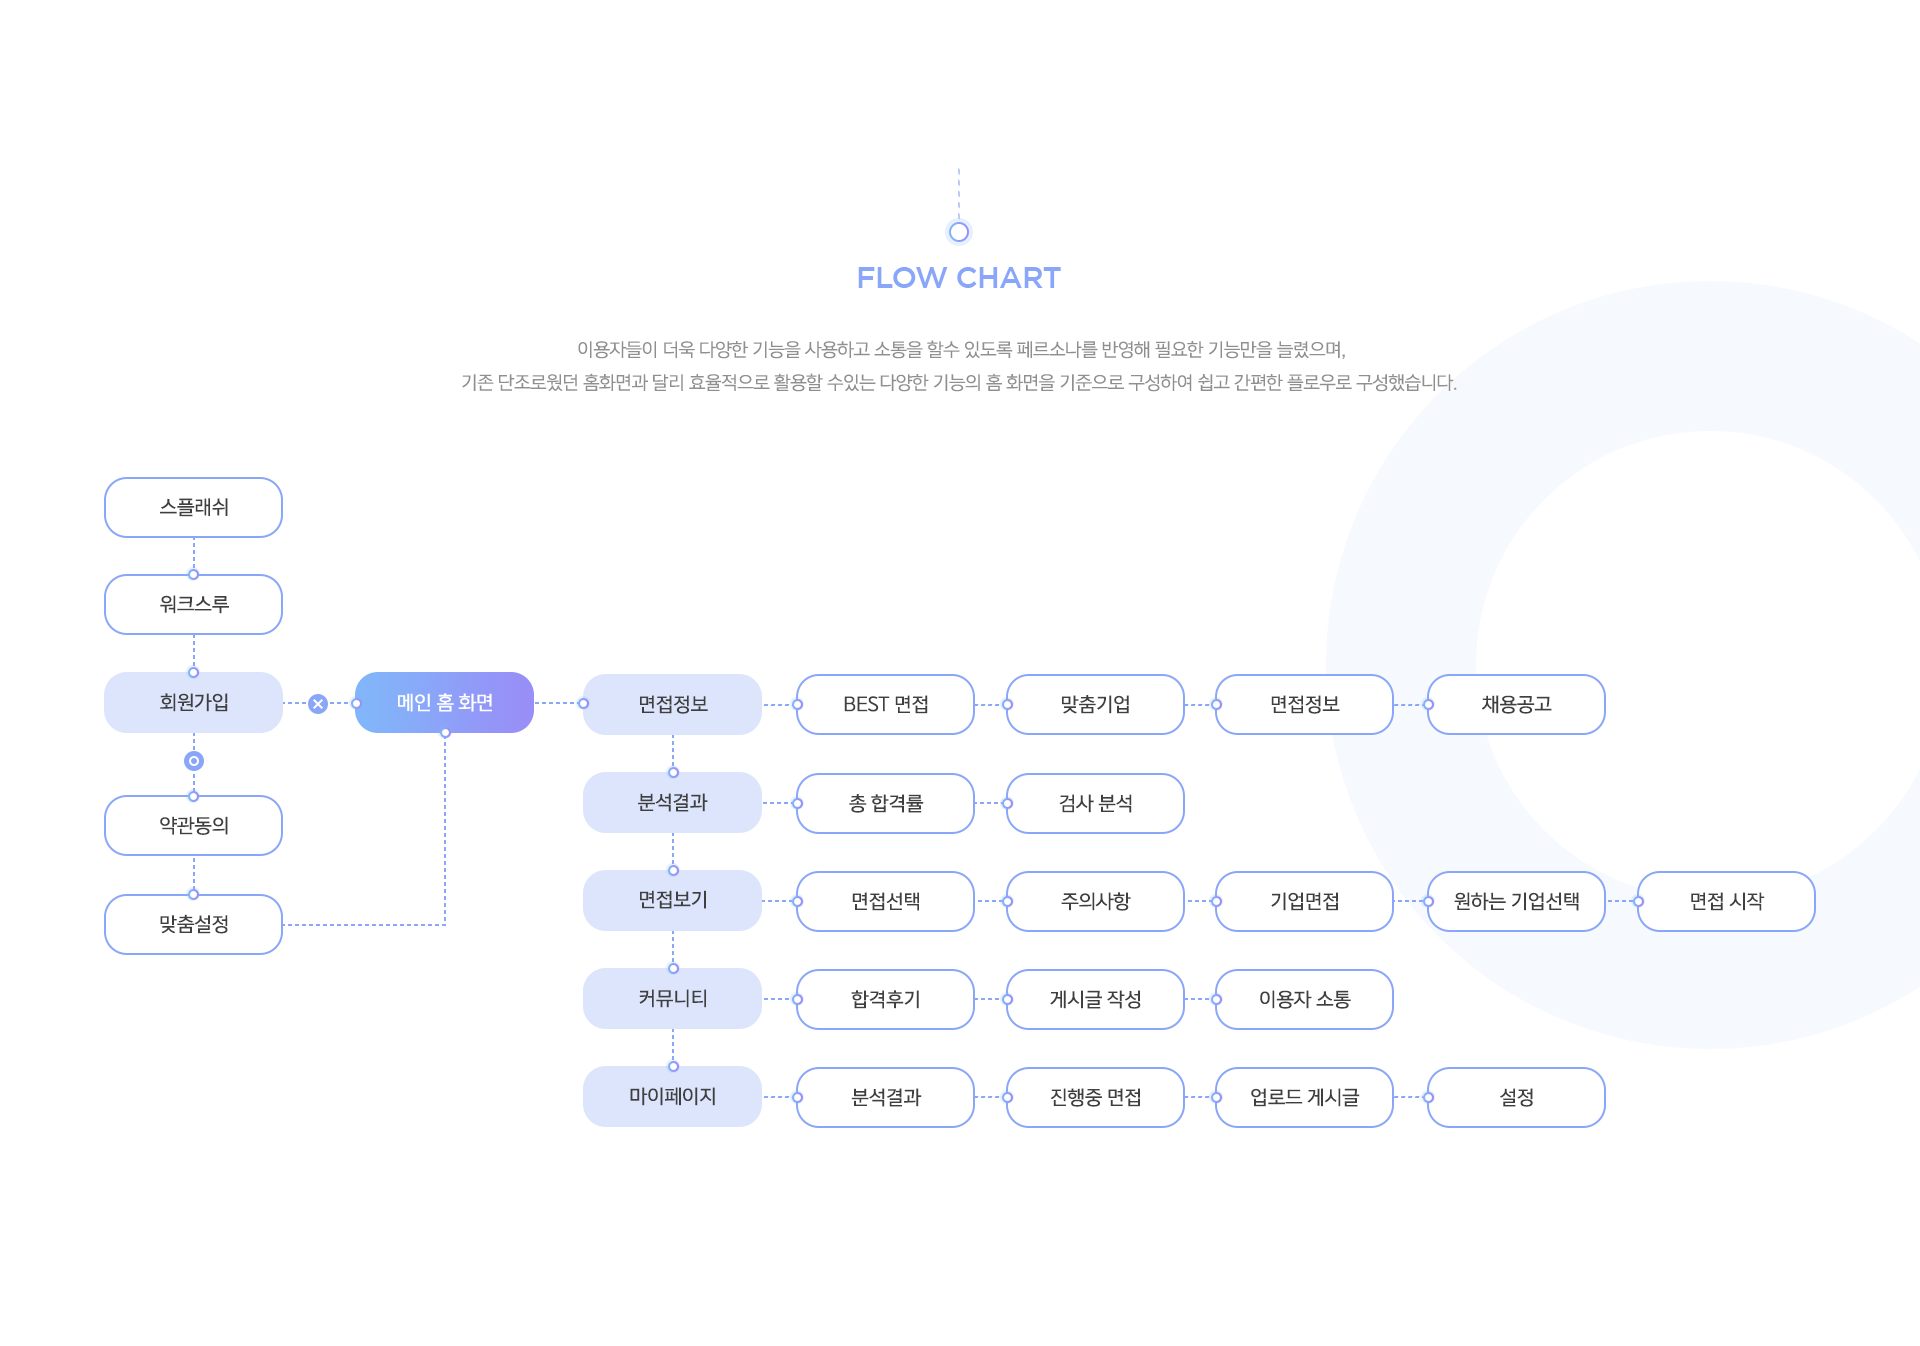 FLOW CHART
이용자들이 더욱 다양한 기능을 사용하고 소통을 할수 있도록 페르소나를 반영해 필요한 기능만을 늘렸으며,
기존 단조로웠던 홈화면과 달리 효율적으로 활용할 수있는 다양한 기능의 홈 화면을 기준으로 구성하여 쉽고 간편한 플로우로 구성했습니다.
스플래쉬
워크스루
회원가입
약관동의
맞춤설정
메인 홈 화면
면접정보
BEST 면접
맞춤기업
면접정보
채용공고
분석결과
총 합격률
검사 분석
면접보기
면접선택
주의사항
기업면접
원하는 기업선택
면접 시작
커뮤니티
합격후기
게시글 작성
이용자 소통
마이페이지
분석결과
진행중 면접
업로드 게시글
설정